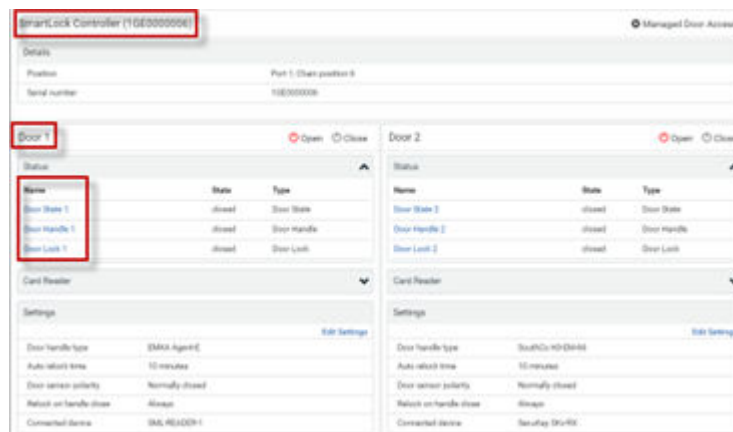 SmartLock Controller (1GE0000006)
Managed Door Access
Details
Position Port 1: Chain position 6
Serial number 1GE0000006
Door 1 Open Close
Status
Name State Type
Door State 1 closed Door State
Door Handle 1 closed Door Handle
Door Lock 1 closed Door Lock
Card Reader
Settings
Edit Settings
Door handle type EMKA Agent-E
Auto relock time 10 minutes
Door sensor polarity Normally closed
Relock on handle close Always
Connected device
Door 2 Open Close
Status
Name State Type
Door State 2 closed Door State
Door Handle 2 closed Door Handle
Door Lock 2 closed Door Lock
Card Reader
Settings
Edit Settings
Door handle type
Auto relock time 10 minutes
Door sensor polarity Normally closed
Relock on handle close Always
Connected device